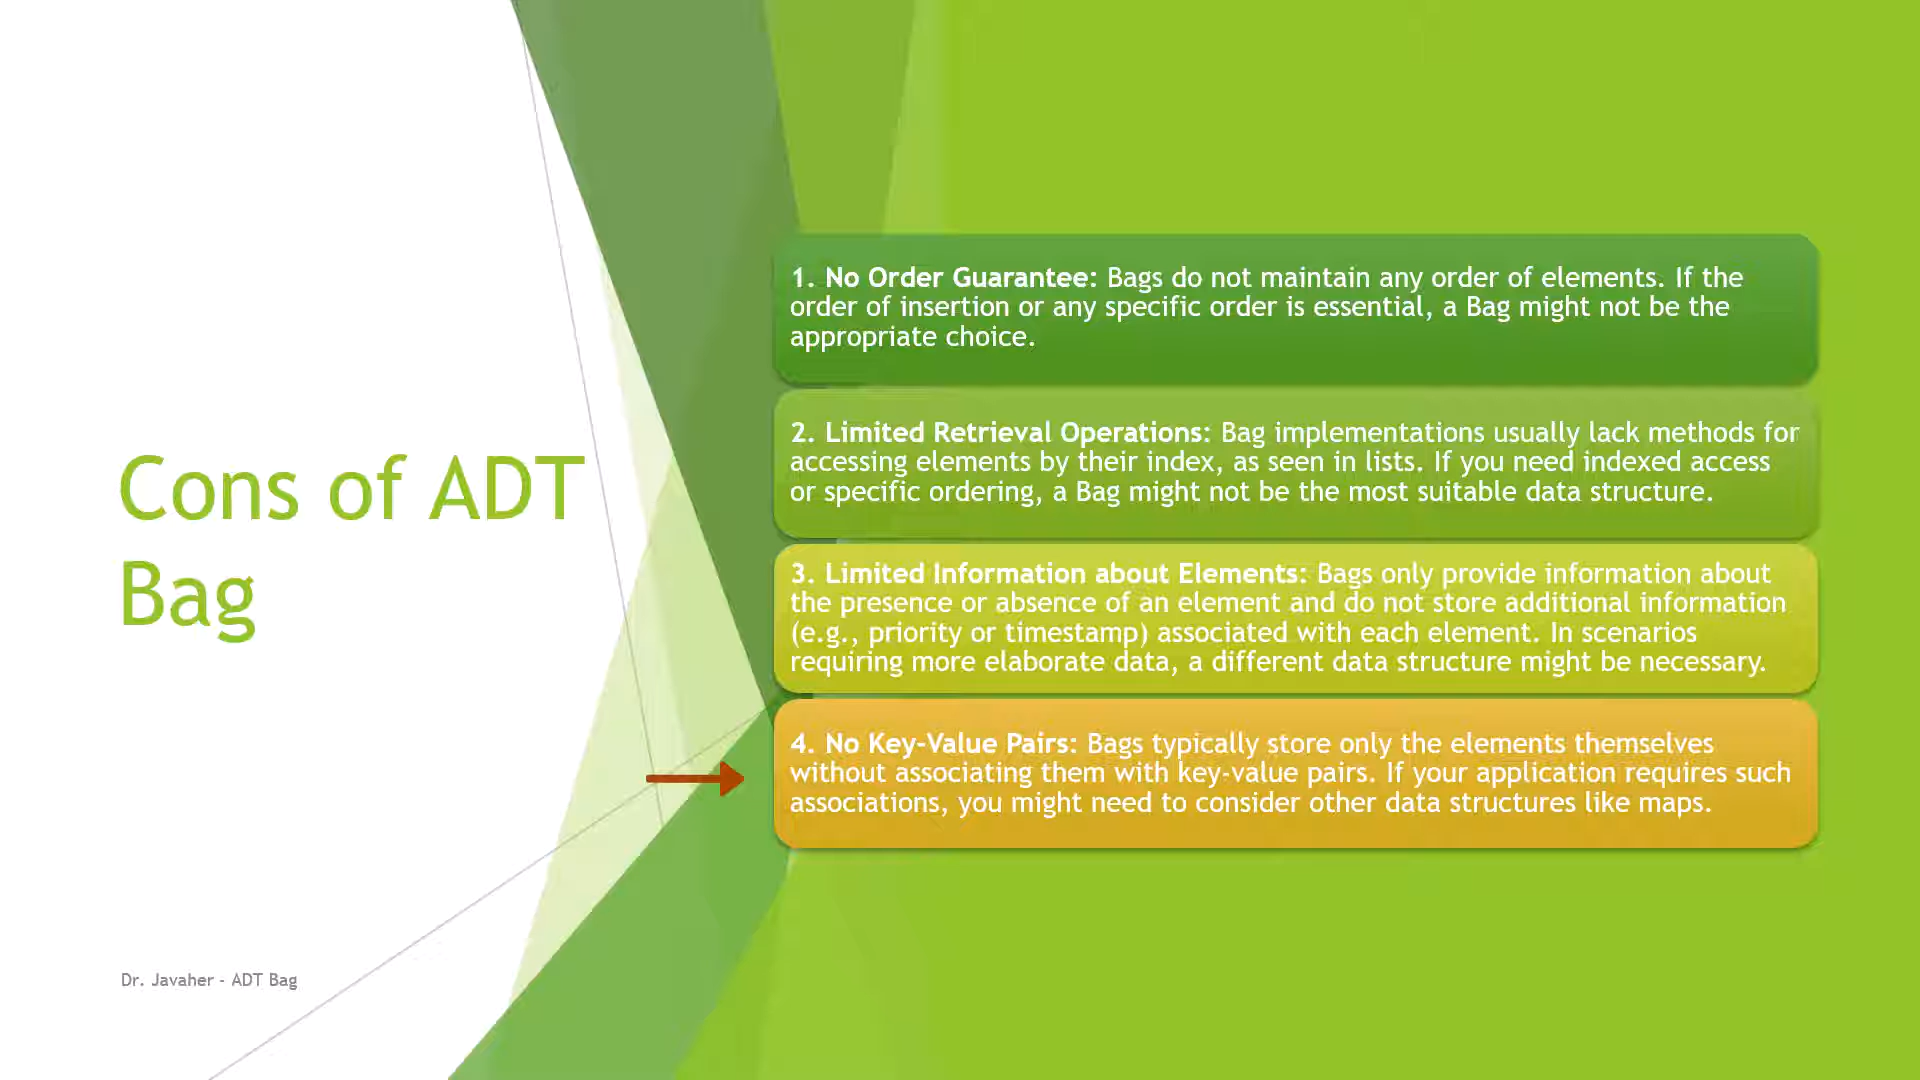 Cons of ADT
Bag
1. No Order Guarantee: Bags do not maintain any order of elements. If the
order of insertion or any specific order is essential, a Bag might not be the
appropriate choice.
2. Limited Retrieval Operations: Bag implementations usually lack methods for
accessing elements by their index, as seen in lists. If you need indexed access
or specific ordering, a Bag might not be the most suitable data structure.
3. Limited Information about Elements: Bags only provide information about
the presence or absence of an element and do not store additional information
(e.g., priority or timestamp) associated with each element. In scenarios
requiring more elaborate data, a different data structure might be necessary.
4. No Key-Value Pairs: Bags typically store only the elements themselves
without associating them with key-value pairs. If your application requires such
associations, you might need to consider other data structures like maps.
Dr. Javaher - ADT Bag